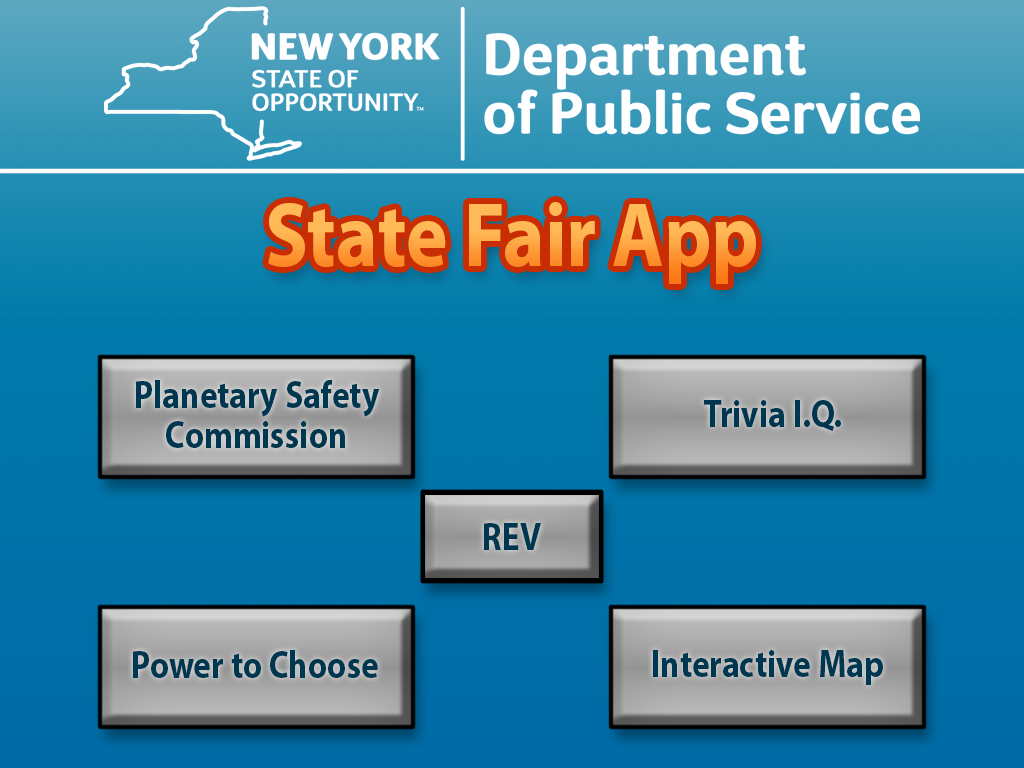 NEW YORK
STATE OF
OPPORTUNITY™
Department
of Public Service
State Fair App
Planetary Safety
Commission
Trivia I.Q.
REV
Power to Choose
Interactive Map